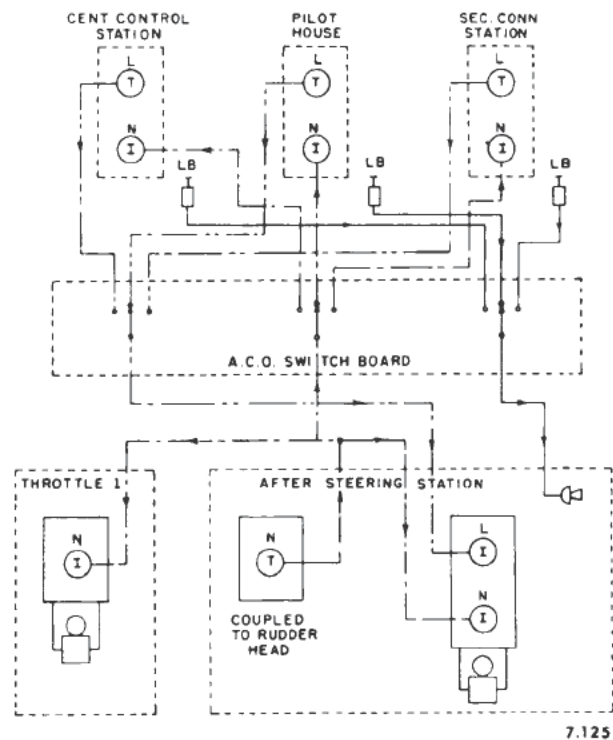 CENT CONTROL STATION
PILOT HOUSE
SEC. CONN STATION
L
T
L
T
L
T
N
I
N
I
N
I
LB
LB
LB
A.C.O. SWITCH BOARD
THROTTLE 1
AFTER STEERING STATION
N
I
N
T
L
I
N
I
COUPLED
TO RUDDER
HEAD
7.125